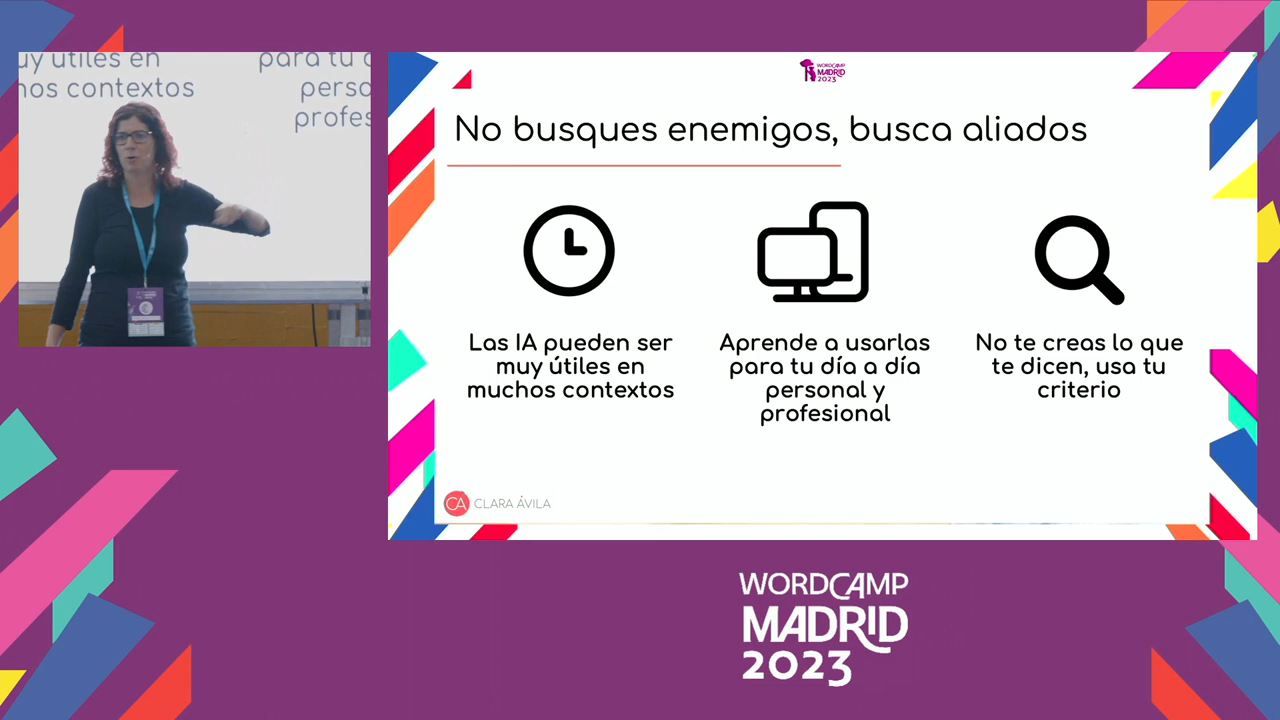 uy útiles en
nos contextos
para tu
perso
profes
WORDCAMP
MADRID
2023
No busques enemigos, busca aliados
Las IA pueden ser
muy útiles en
muchos contextos
Aprende a usarlas
para tu día a día
personal y
profesional
No te creas lo que
te dicen, usa tu
criterio
CA CLARA ÁVILA
WORDCAMP
MADRID
2023